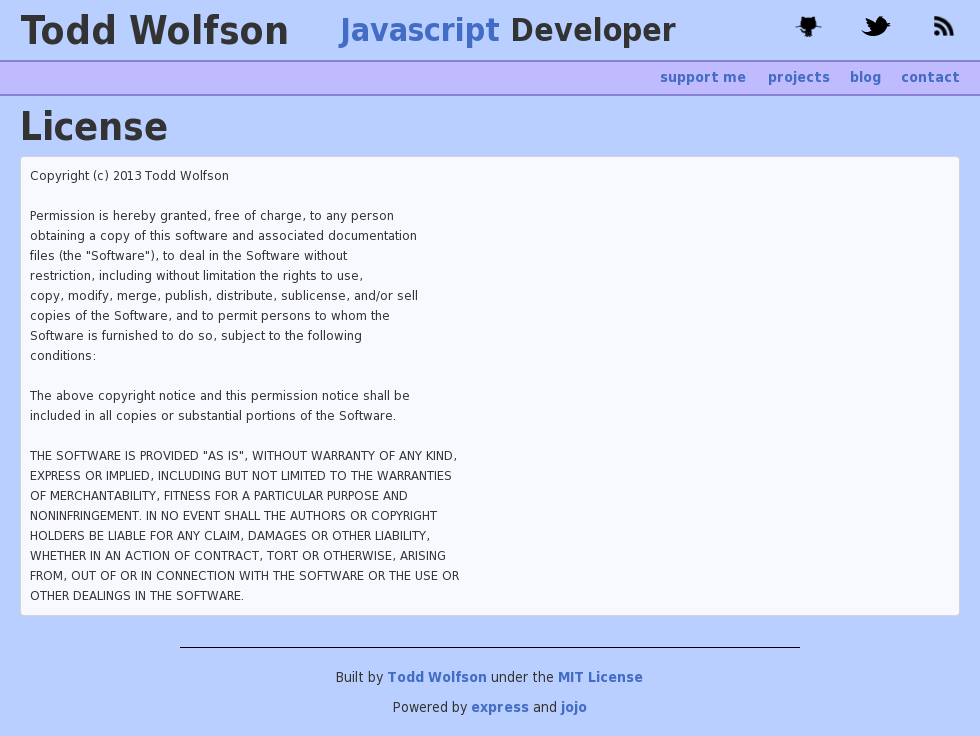 Todd Wolfson Javascript Developer
support me projects blog contact
License
Copyright (c) 2013 Todd Wolfson
Permission is hereby granted, free of charge, to any person
obtaining a copy of this software and associated documentation
files (the "Software"), to deal in the Software without
restriction, including without limitation the rights to use,
copy, modify, merge, publish, distribute, sublicense, and/or sell
copies of the Software, and to permit persons to whom the
Software is furnished to do so, subject to the following
conditions:
The above copyright notice and this permission notice shall be
included in all copies or substantial portions of the Software.
THE SOFTWARE IS PROVIDED "AS IS", WITHOUT WARRANTY OF ANY KIND,
EXPRESS OR IMPLIED, INCLUDING BUT NOT LIMITED TO THE WARRANTIES
OF MERCHANTABILITY, FITNESS FOR A PARTICULAR PURPOSE AND
NONINFRINGEMENT. IN NO EVENT SHALL THE AUTHORS OR COPYRIGHT
HOLDERS BE LIABLE FOR ANY CLAIM, DAMAGES OR OTHER LIABILITY,
WHETHER IN AN ACTION OF CONTRACT, TORT OR OTHERWISE, ARISING
FROM, OUT OF OR IN CONNECTION WITH THE SOFTWARE OR THE USE OR
OTHER DEALINGS IN THE SOFTWARE.
Built by Todd Wolfson under the MIT License
Powered by express and jojo